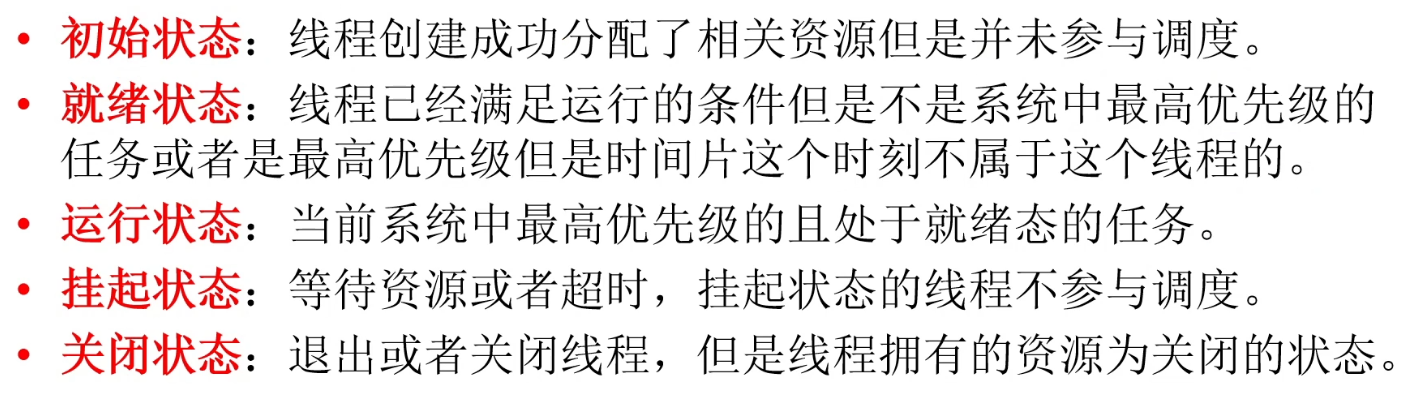 • 初始状态：线程创建成功分配了相关资源但是并未参与调度。
• 就绪状态：线程已经满足运行的条件但是不是系统中最高优先级的
任务或者是最高优先级但是时间片这个时刻不属于这个线程的。
• 运行状态：当前系统中最高优先级的且处于就绪态的任务。
• 挂起状态：等待资源或者超时，挂起状态的线程不参与调度。
• 关闭状态：退出或者关闭线程，但是线程拥有的资源为关闭的状态。